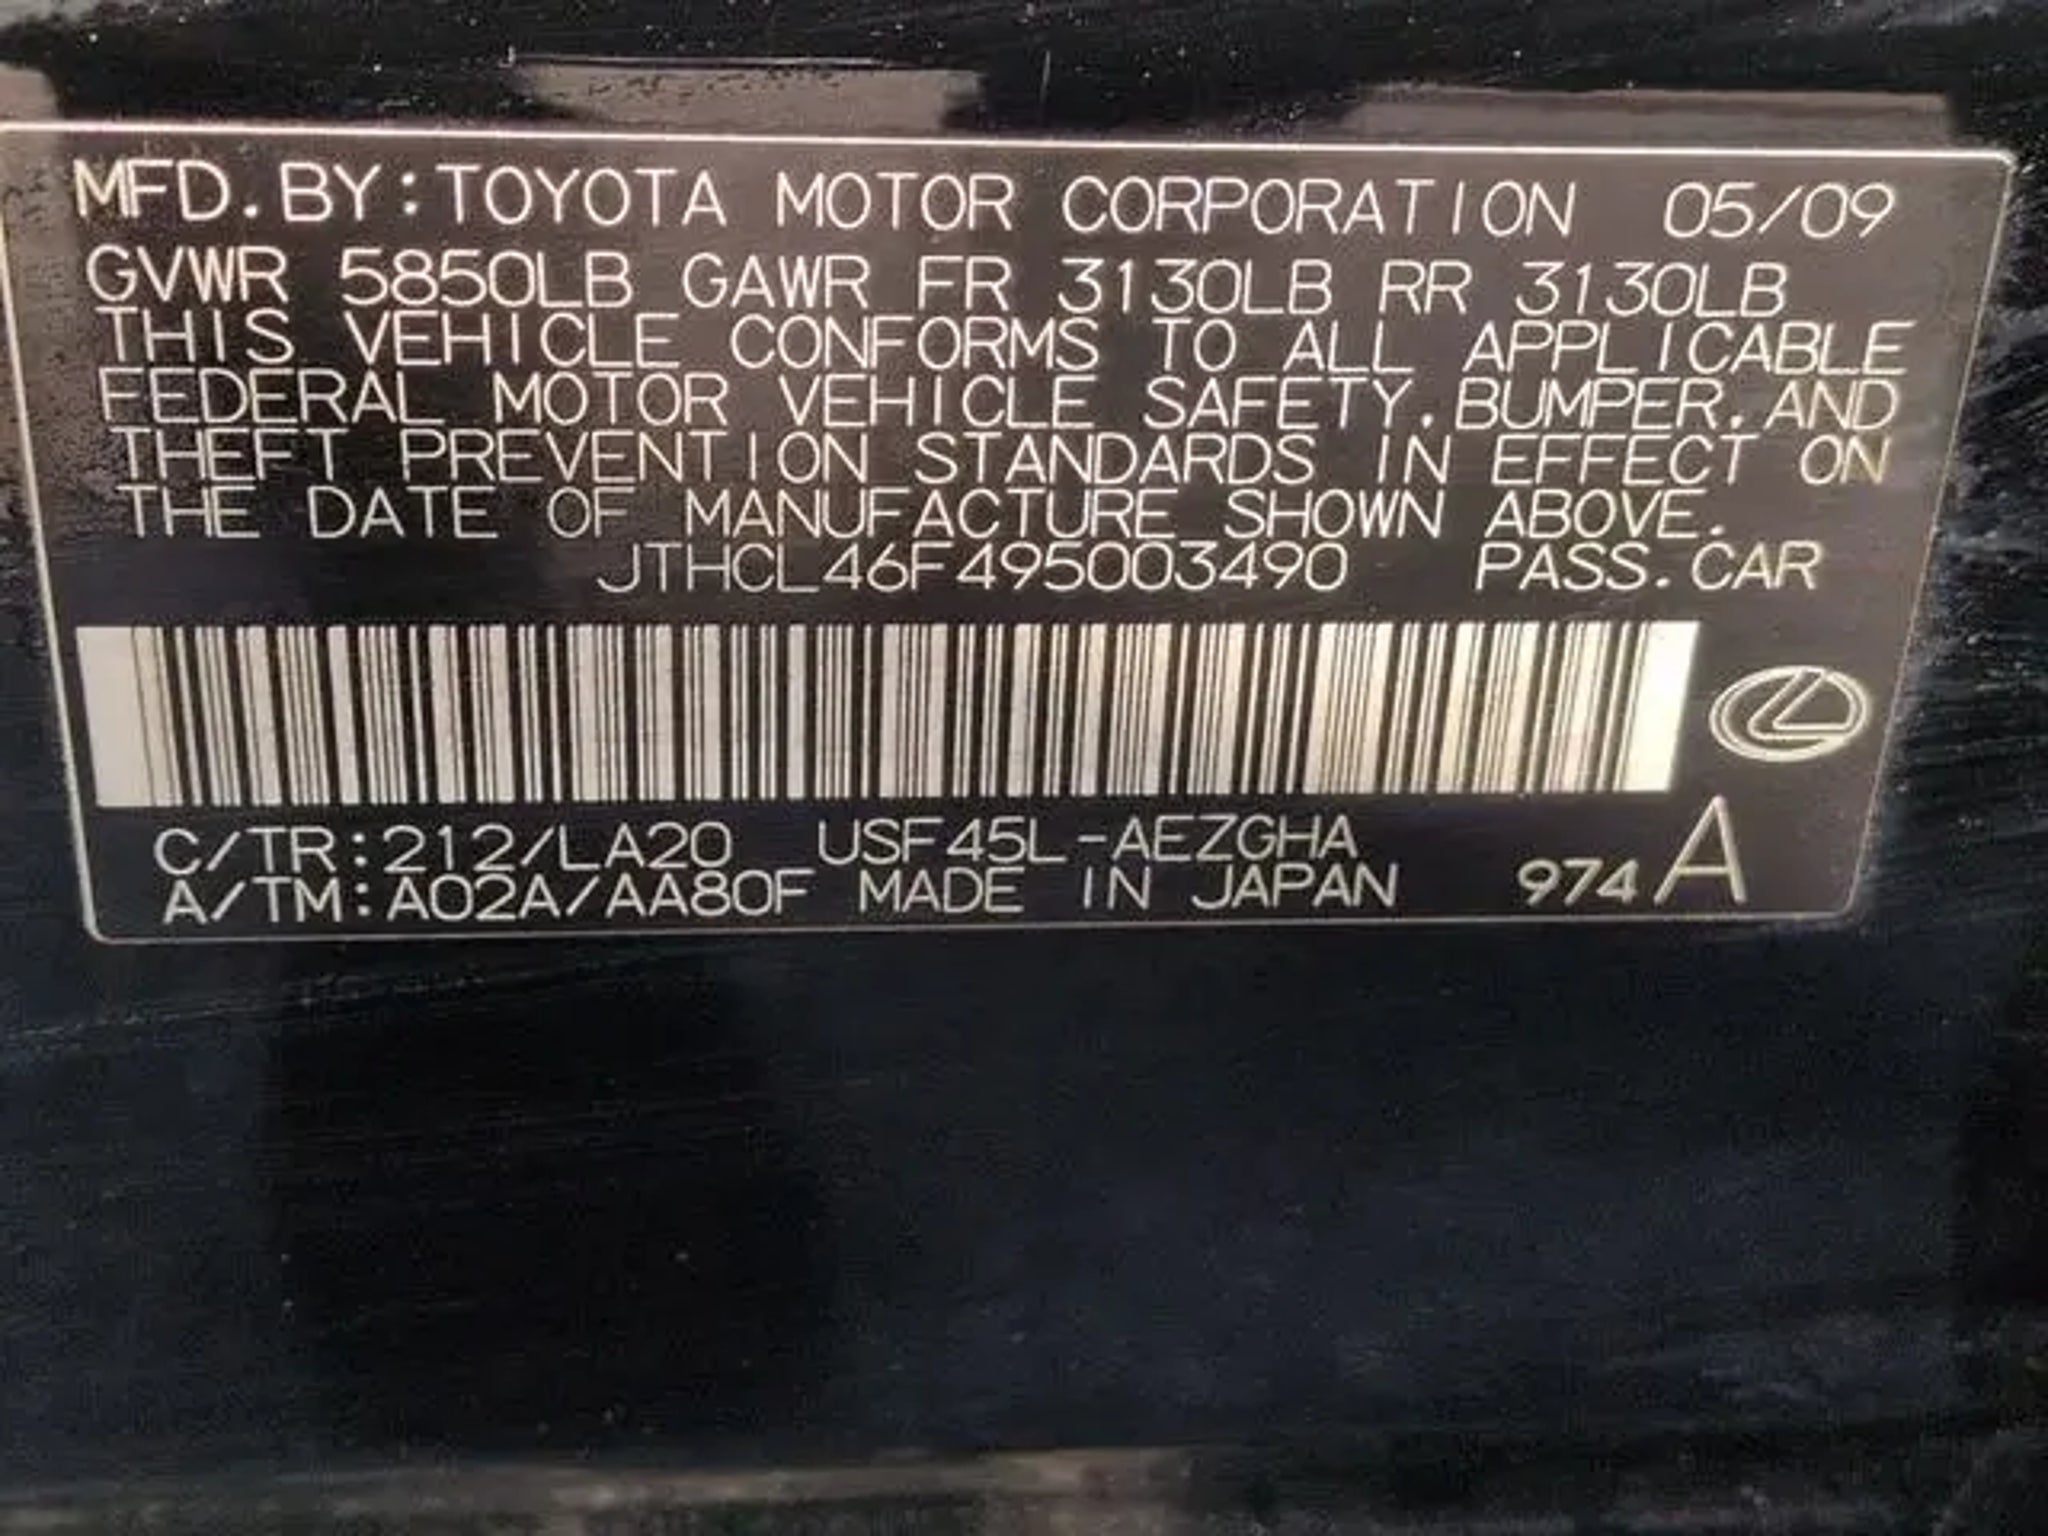 MFD.BY:TOYOTA MOTOR CORPORATION 05/09
GVWR 5850LB GAWR FR 3130LB RR 3130LB
THIS VEHICLE CONFORMS TO ALL APPLICABLE
FEDERAL MOTOR VEHICLE SAFETY,BUMPER,AND
THEFT PREVENTION STANDARDS IN EFFECT ON
THE DATE OF MANUFACTURE SHOWN ABOVE.
JTHCL46F495003490 PASS.CAR
C/TR:212/LA20 USF45L-AEZGHA
A/TM:A02A/AA80F MADE IN JAPAN 974 A